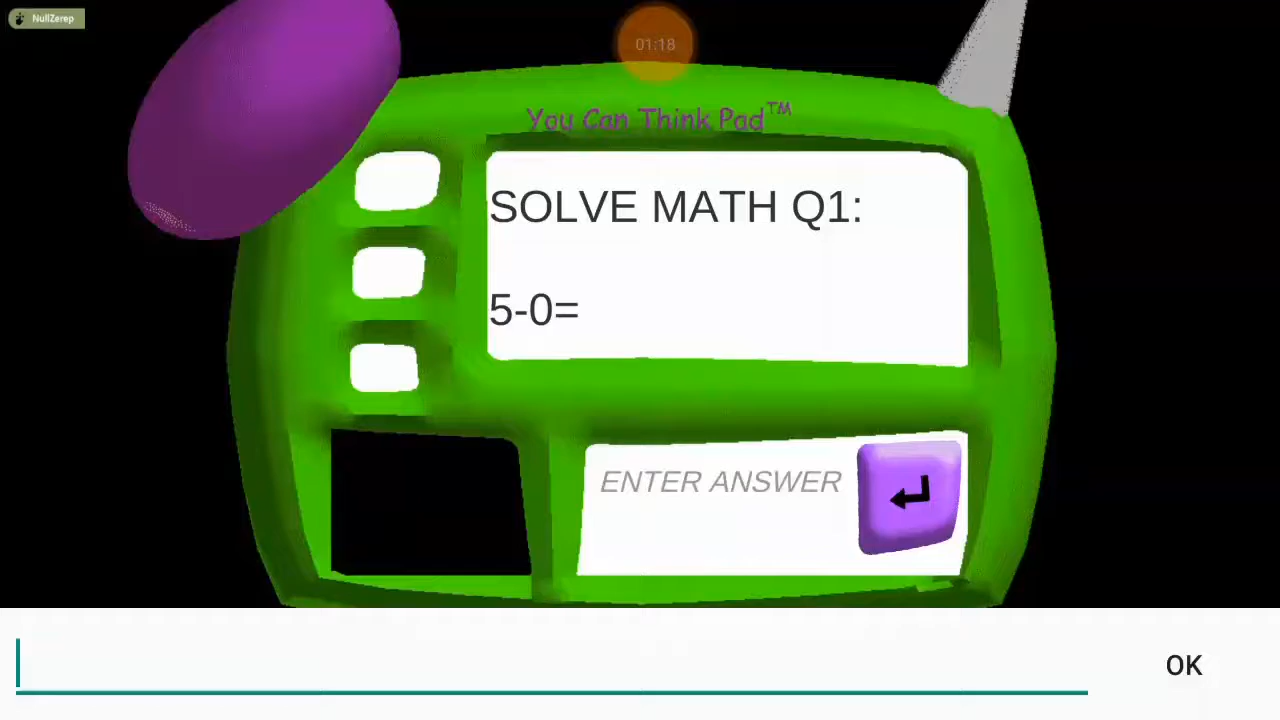 NullZerep
01:18
You Can Think Pad™
SOLVE MATH Q1:
5-0=
ENTER ANSWER
OK